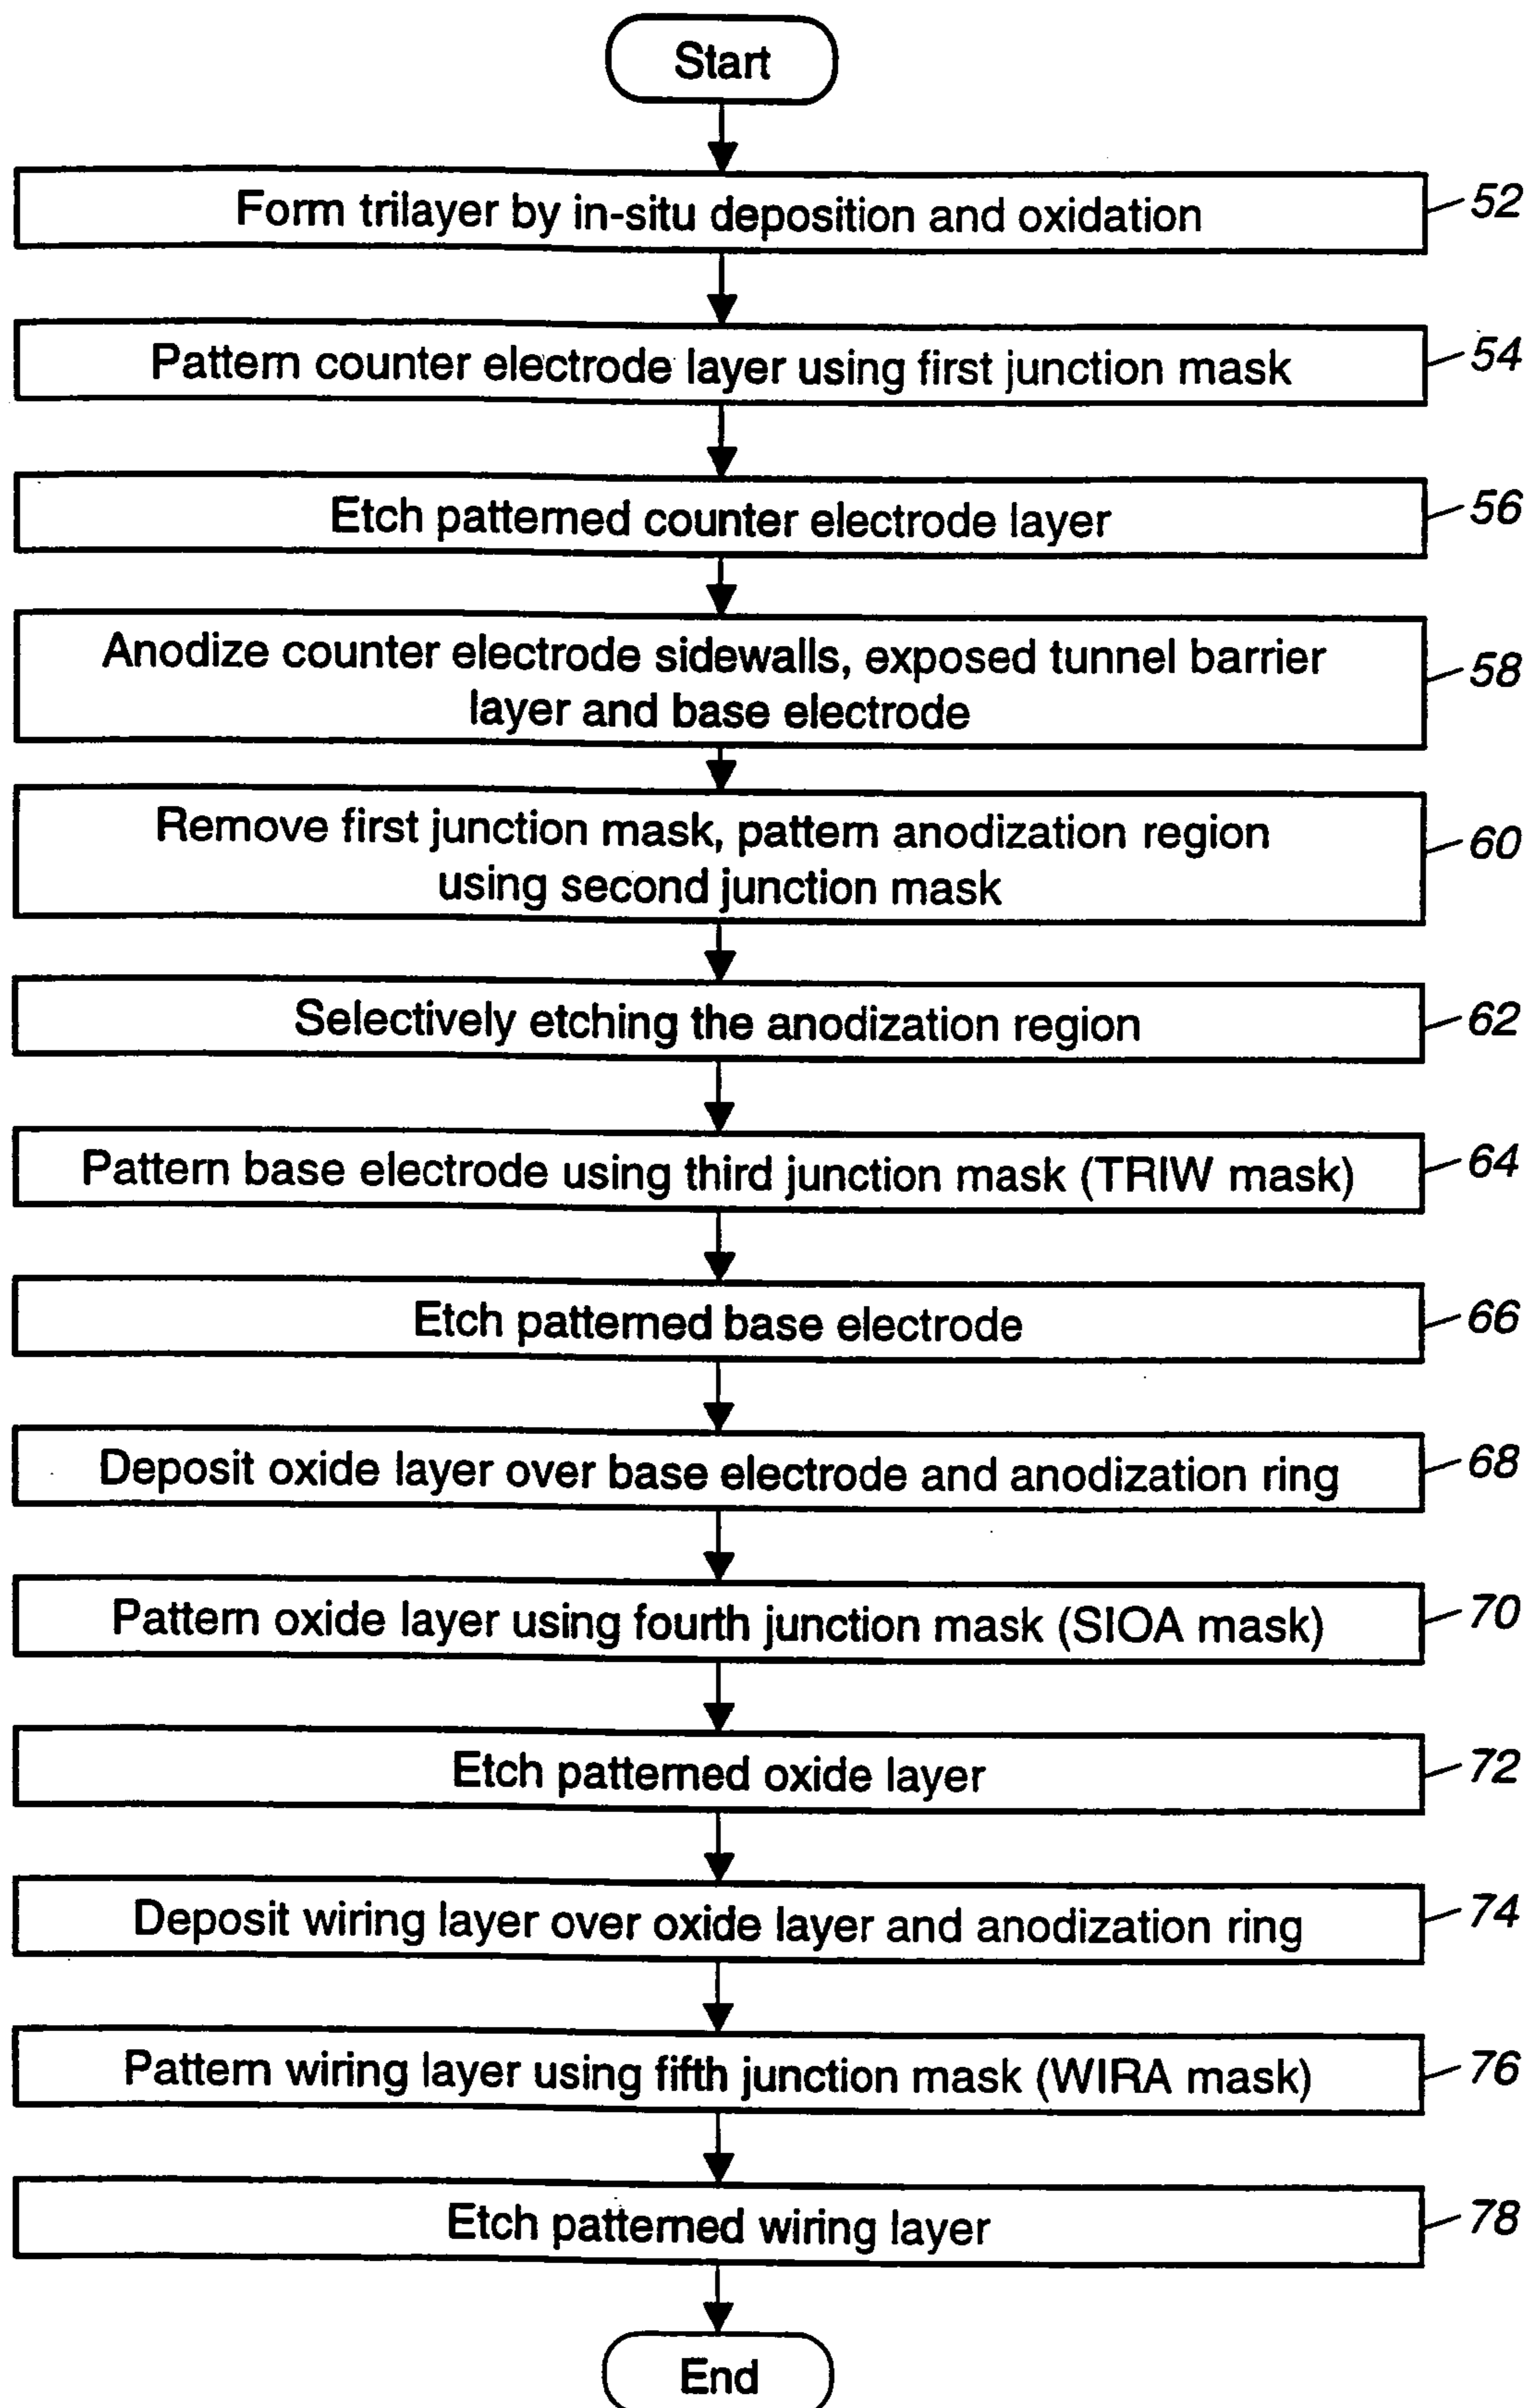 Start
Form trilayer by in-situ deposition and oxidation
52
Pattern counter electrode layer using first junction mask
54
Etch patterned counter electrode layer
56
Anodize counter electrode sidewalls, exposed tunnel barrier
layer and base electrode
58
Remove first junction mask, pattern anodization region
using second junction mask
60
Selectively etching the anodization region
62
Pattern base electrode using third junction mask (TRIW mask)
64
Etch patterned base electrode
66
Deposit oxide layer over base electrode and anodization ring
68
Pattern oxide layer using fourth junction mask (SIOA mask)
70
Etch patterned oxide layer
72
Deposit wiring layer over oxide layer and anodization ring
74
Pattern wiring layer using fifth junction mask (WIRA mask)
76
Etch patterned wiring layer
78
End